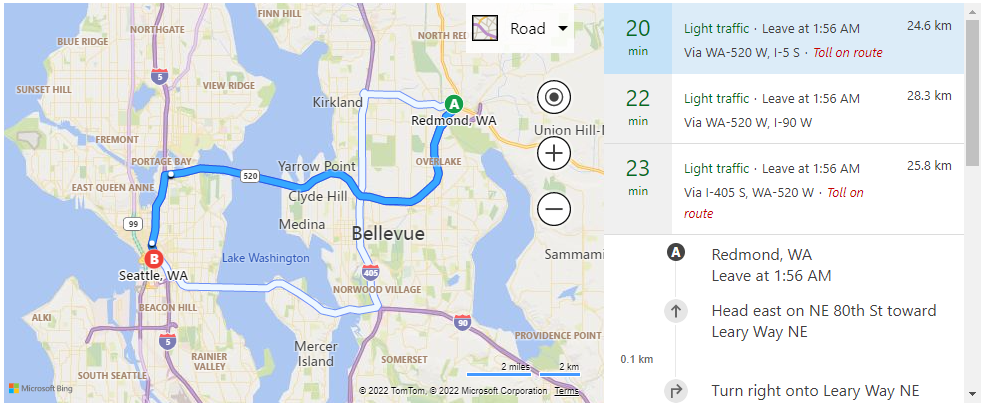 FINN HILL
Road
NORTHGATE
NORTH RED
BLUE RIDGE
5
VIEW RIDGE
SUNSET HILL
Kirkland
A
Redmond, WA
Union Hill-
FREMONT
PORTAGE BAY
Yarrow Point
OVERLAKE
EAST QUEEN ANNE
520
Clyde Hill
99
Medina
Bellevue
B
Lake Washington
Sammami
Seattle, WA
405
NORWOOD VILLAGE
BEACON HILL
ALKI
90
PROVIDENCE POINT
5
RAINIER
VALLEY
Mercer
Island
SOMERSET
SOUTH SEATTLE
2 miles
2 km
Microsoft Bing
© 2022 TomTom, © 2022 Microsoft Corporation Terms
20
min
Light traffic · Leave at 1:56 AM
24.6 km
Via WA-520 W, I-5 S · Toll on route
22
min
Light traffic · Leave at 1:56 AM
28.3 km
Via WA-520 W, I-90 W
23
min
Light traffic · Leave at 1:56 AM
25.8 km
Via I-405 S, WA-520 W · Toll on
route
A
Redmond, WA
Leave at 1:56 AM
Head east on NE 80th St toward
Leary Way NE
0.1 km
Turn right onto Leary Way NE